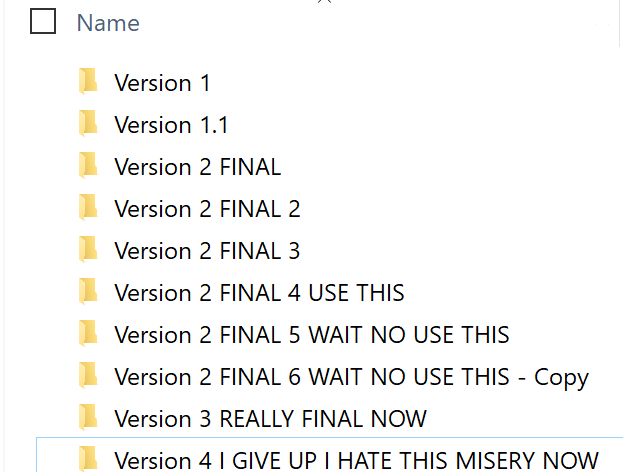 Name
Version 1
Version 1.1
Version 2 FINAL
Version 2 FINAL 2
Version 2 FINAL 3
Version 2 FINAL 4 USE THIS
Version 2 FINAL 5 WAIT NO USE THIS
Version 2 FINAL 6 WAIT NO USE THIS - Copy
Version 3 REALLY FINAL NOW
Version 4 I GIVE UP I HATE THIS MISERY NOW